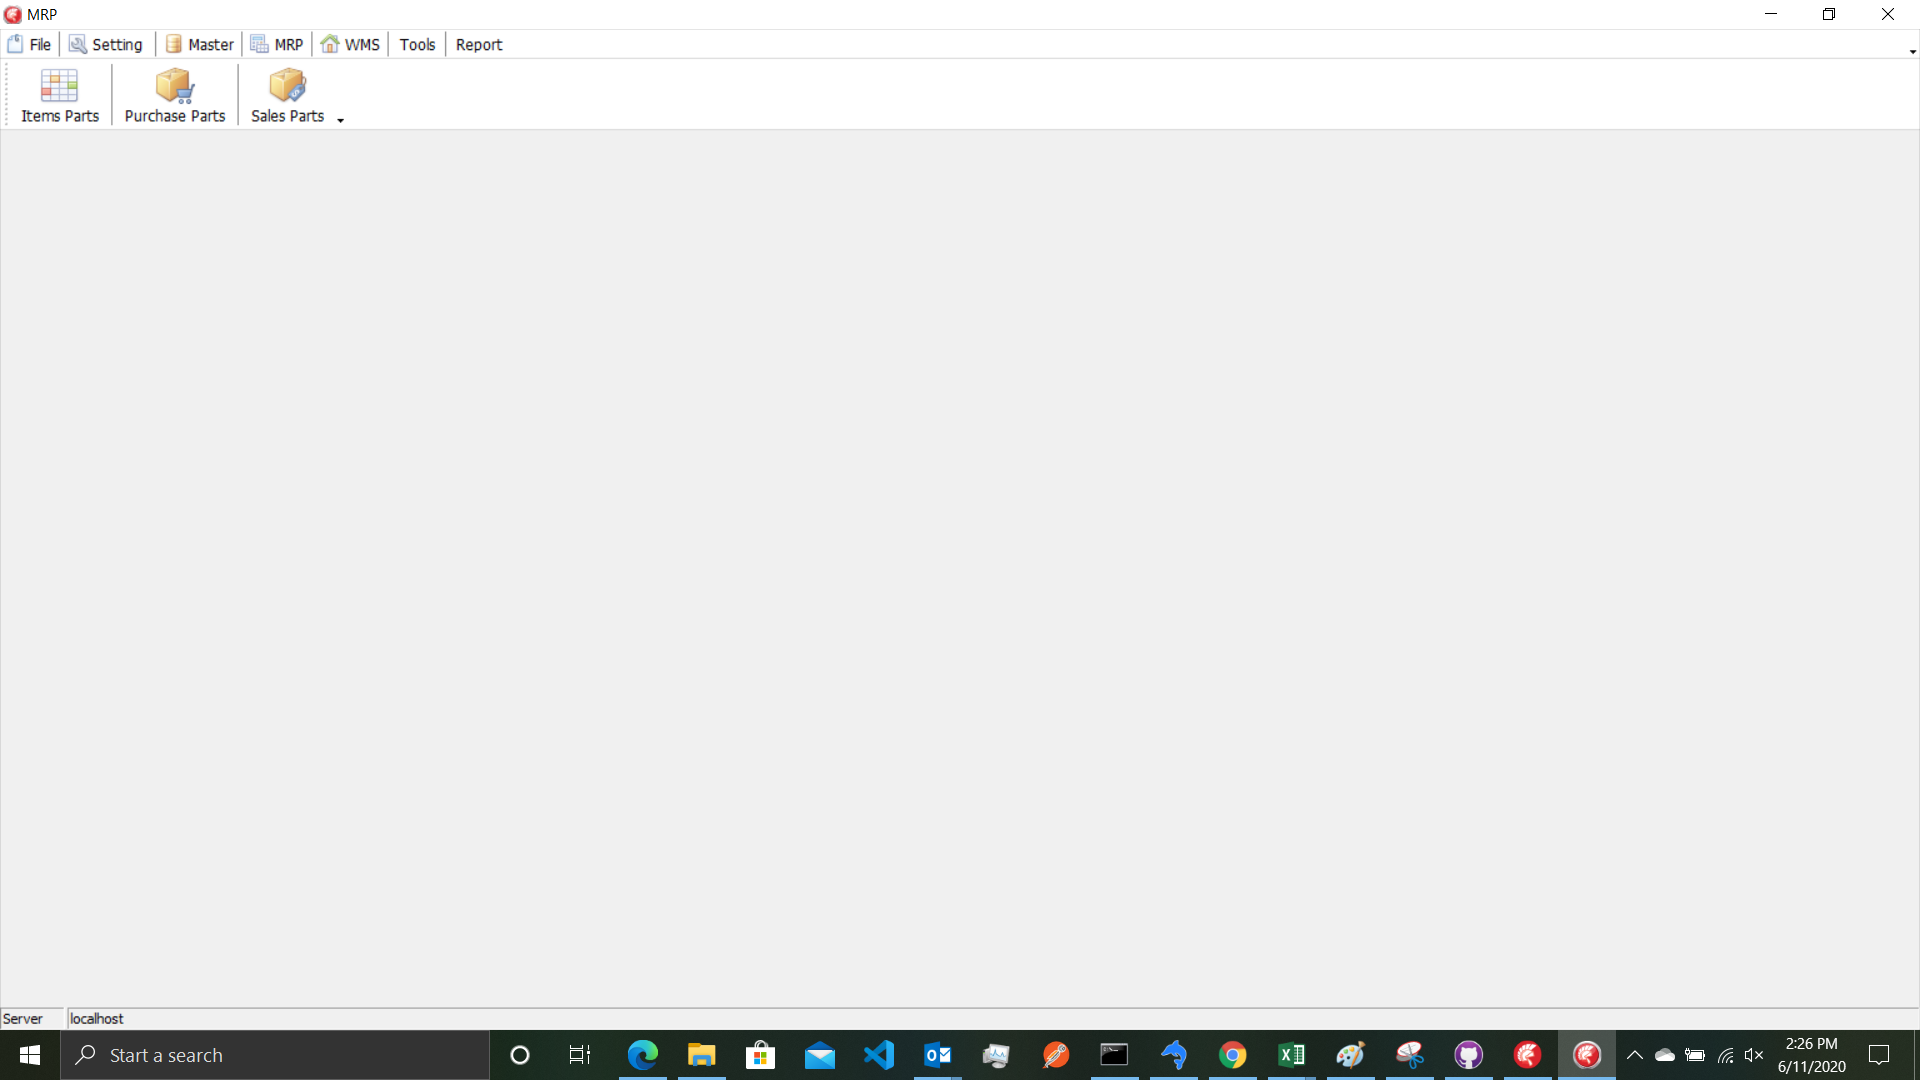 MRP
File Setting Master MRP WMS Tools Report
Items Parts Purchase Parts Sales Parts
Server localhost
Start a search
2:26 PM
6/11/2020